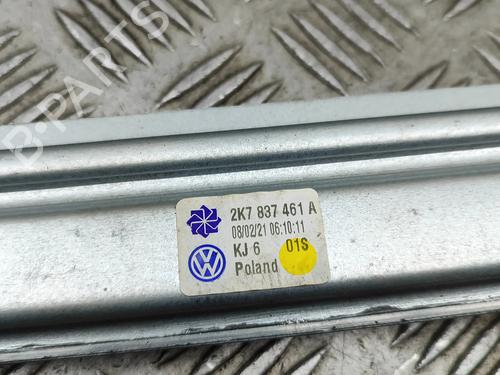 B-PARTS
2K7 837 461 A
08/02/21 06:10:11
KJ 6 01S
Poland